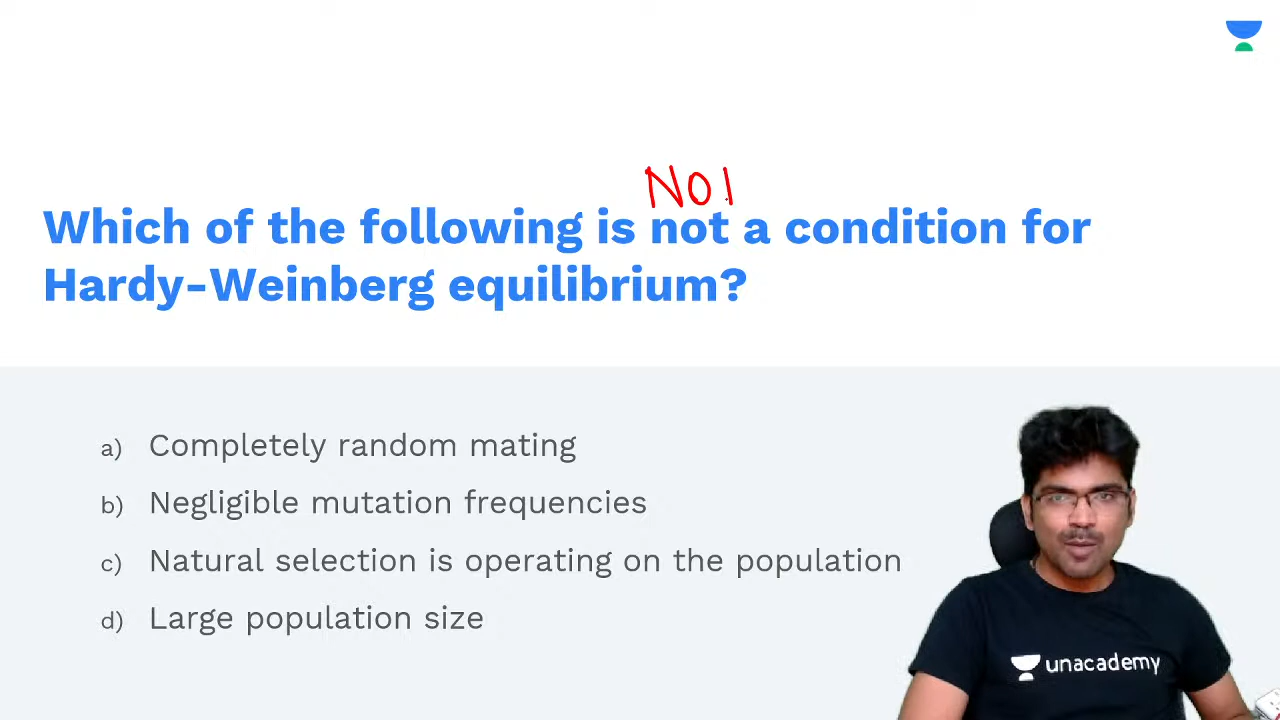 NOT
Which of the following is not a condition for
Hardy-Weinberg equilibrium?
a) Completely random mating
b) Negligible mutation frequencies
c) Natural selection is operating on the population
d) Large population size
unacademy